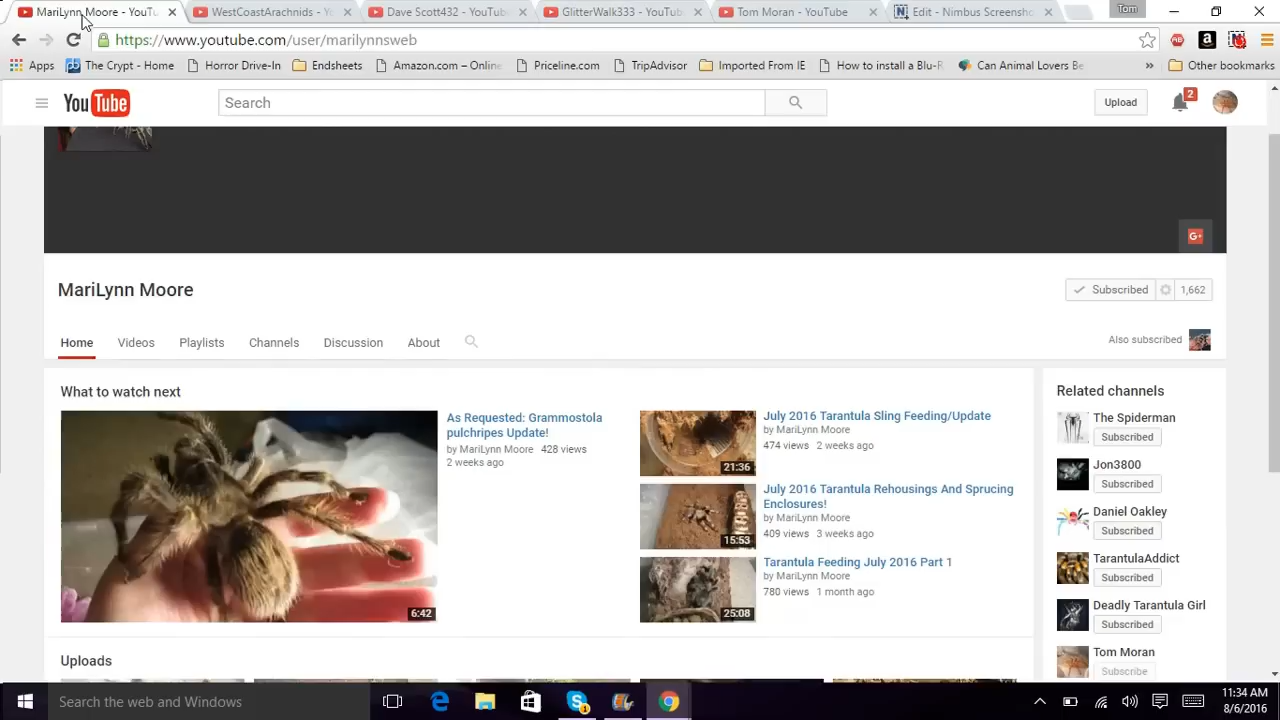 MariLynn Moore - YouTu
WestCoastArachnids - Y
Dave Scott432 - YouTube
GlitterWalk333 - YouTub
Tom Moran - YouTube
Edit - Nimbus Screensho
Tom
https://www.youtube.com/user/marilynnsweb
Apps
The Crypt - Home
Horror Drive-In
Endsheets
Amazon.com – Online
Priceline.com
TripAdvisor
Imported From IE
How to install a Blu-R
Can Animal Lovers Be
»
Other bookmarks
YouTube
Search
Upload
2
G+
MariLynn Moore
Subscribed
1,662
Home
Videos
Playlists
Channels
Discussion
About
Also subscribed
What to watch next
As Requested: Grammostola
pulchripes Update!
by MariLynn Moore 428 views
2 weeks ago
6:42
July 2016 Tarantula Sling Feeding/Update
by MariLynn Moore
474 views 2 weeks ago
21:36
July 2016 Tarantula Rehousings And Sprucing
Enclosures!
by MariLynn Moore
409 views 3 weeks ago
15:53
Tarantula Feeding July 2016 Part 1
by MariLynn Moore
780 views 1 month ago
25:08
Related channels
The Spiderman
Subscribed
Jon3800
Subscribed
Daniel Oakley
Subscribed
TarantulaAddict
Subscribed
Deadly Tarantula Girl
Subscribed
Tom Moran
Subscribe
Uploads
Search the web and Windows
11:34 AM
8/6/2016